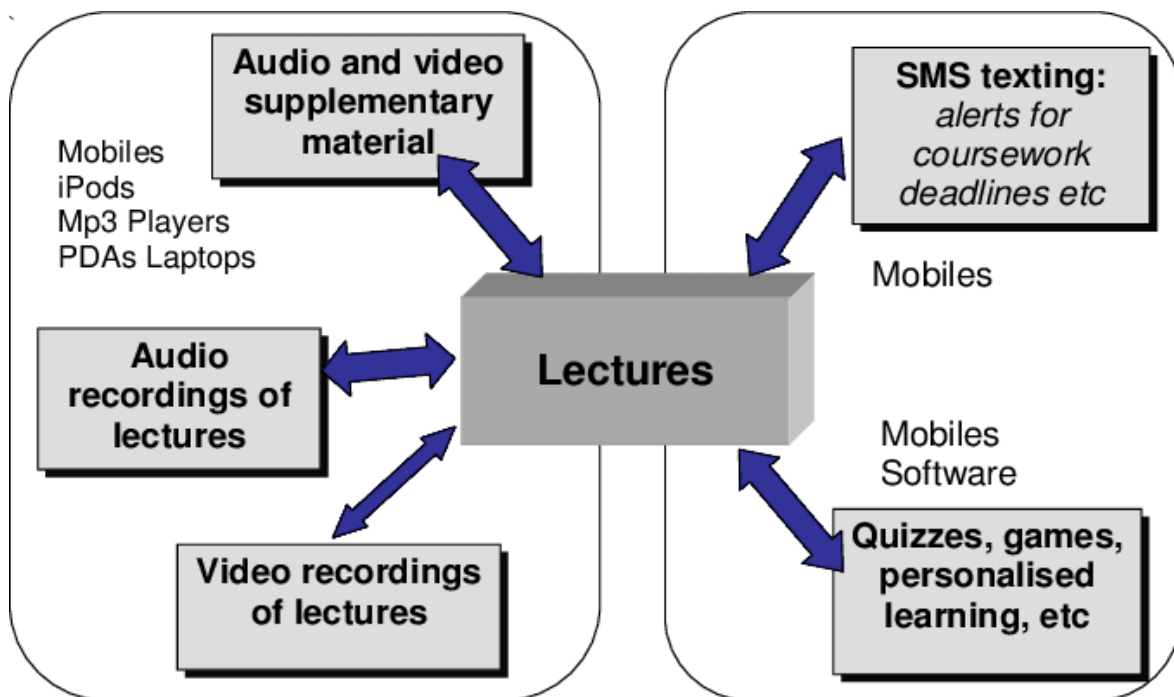 Audio and video
supplementary
material
Mobiles
iPods
Mp3 Players
PDAs Laptops
Audio
recordings of
lectures
Video recordings
of lectures
Lectures
SMS texting:
alerts for
coursework
deadlines etc
Mobiles
Mobiles
Software
Quizzes, games,
personalised
learning, etc